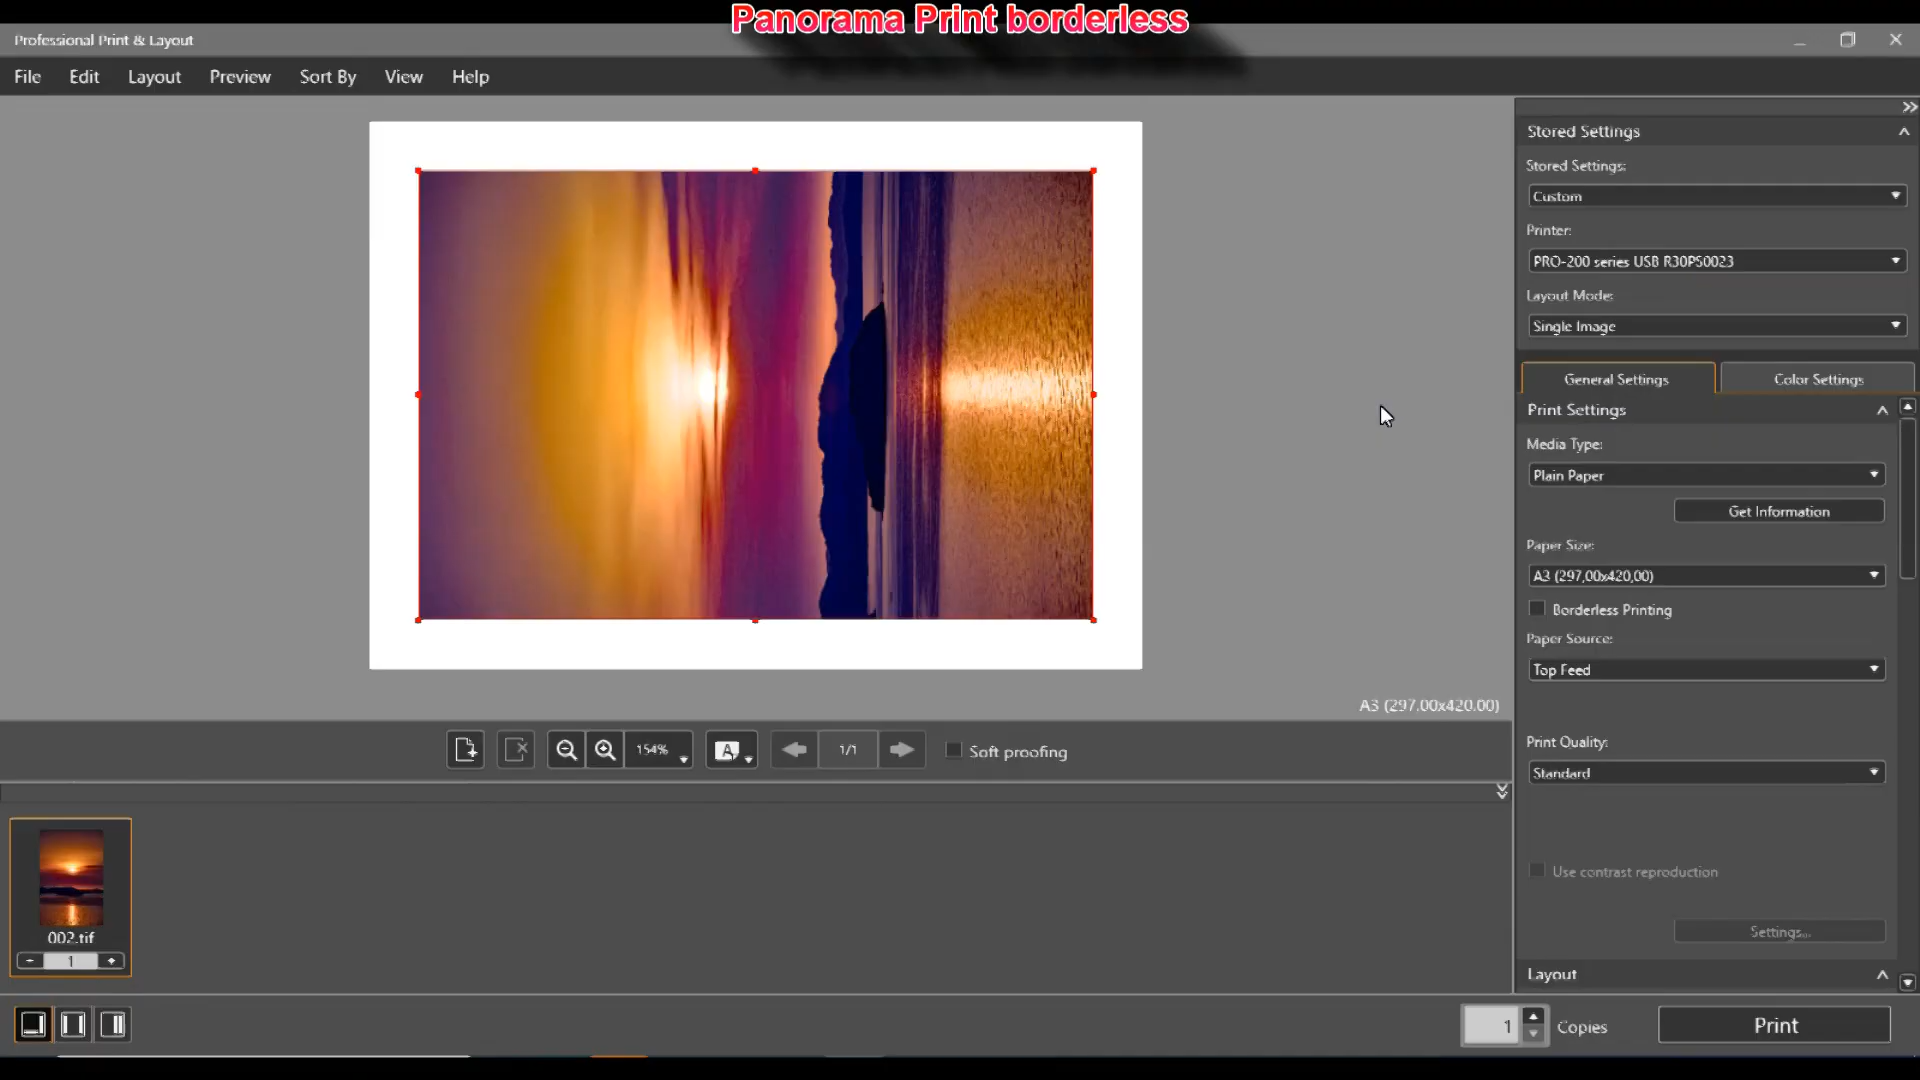 Panorama Print borderless
Professional Print & Layout
File Edit Layout Preview Sort By View Help
Stored Settings
Stored Settings:
Custom
Printer:
PRO-200 series USB R30PS0023
Layout Mode:
Single Image
General Settings Color Settings
Print Settings
Media Type:
Plain Paper
Get Information
Paper Size:
A3 (297,00x420,00)
Borderless Printing
Paper Source:
Top Feed
A3 (297.00x420.00)
Print Quality:
Standard
154% A 1/1 Soft proofing
Use contrast reproduction
Settings...
Layout
002.tif
- 1 +
1 Copies Print